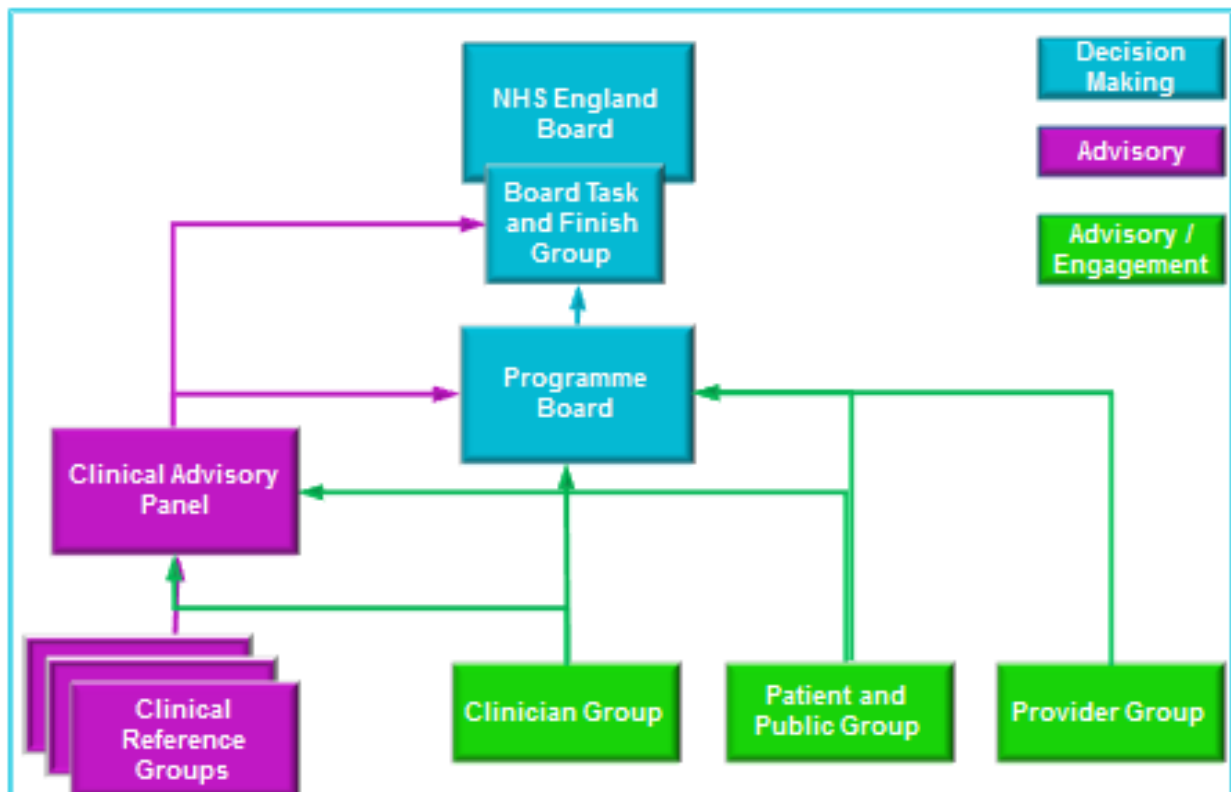 NHS England
Board
Board Task
and Finish
Group
Decision
Making
Advisory
Advisory /
Engagement
Programme
Board
Clinical Advisory
Panel
Clinical
Reference
Groups
Clinician Group
Patient and
Public Group
Provider Group